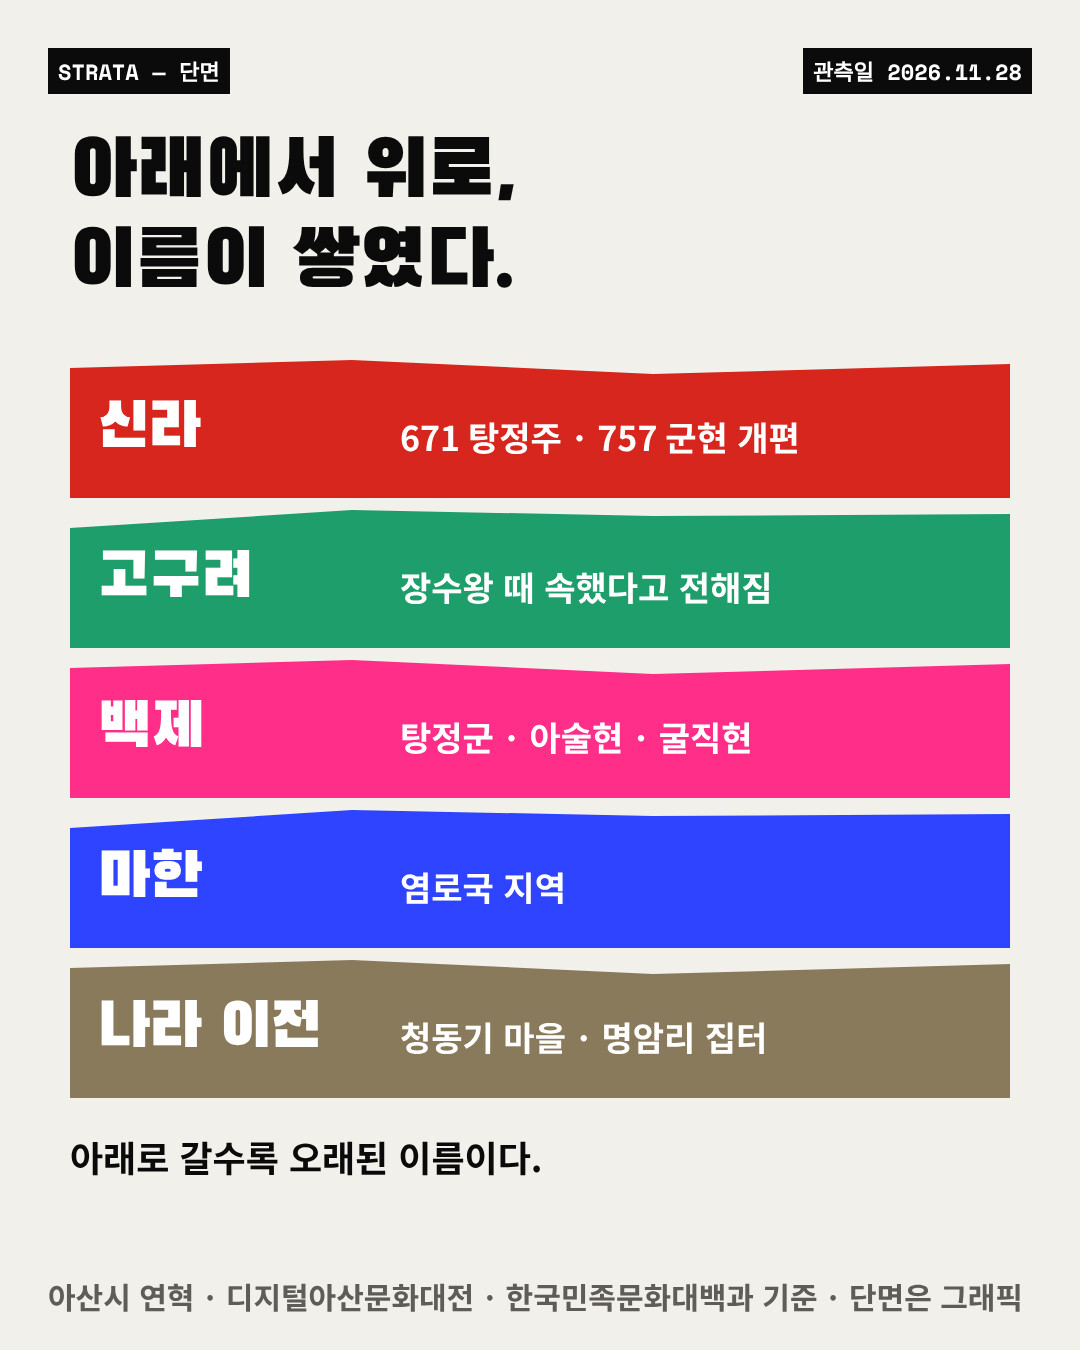 STRATA — 단면
관측일 2026.11.28
아래에서 위로,
이름이 쌓였다.
신라
671 탕정주 · 757 군현 개편
고구려
장수왕 때 속했다고 전해짐
백제
탕정군 · 아술현 · 굴직현
마한
염로국 지역
나라 이전
청동기 마을 · 명암리 집터
아래로 갈수록 오래된 이름이다.
아산시 연혁 · 디지털아산문화대전 · 한국민족문화대백과 기준 · 단면은 그래픽